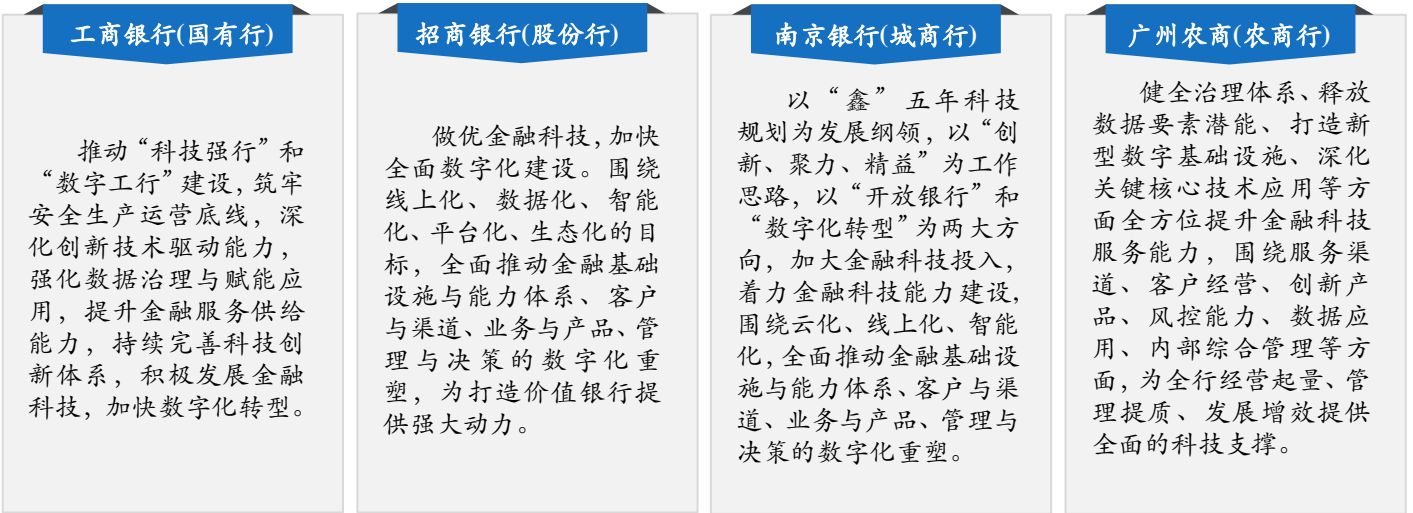 工商银行(国有行)
推动“科技强行”和
“数字工行”建设,筑牢
安全生产运营底线，深
化创新技术驱动能力，
强化数据治理与赋能应
用，提升金融服务供给
能力，持续完善科技创
新体系，积极发展金融
科技，加快数字化转型。
招商银行(股份行)
做优金融科技,加快
全面数字化建设。围绕
线上化、数据化、智能
化、平台化、生态化的目
标，全面推动金融基础
设施与能力体系、客户
与渠道、业务与产品、管
理与决策的数字化重
塑，为打造价值银行提
供强大动力。
南京银行(城商行)
以“鑫”五年科技
规划为发展纲领，以“创
新、聚力、精益”为工作
思路，以“开放银行”和
“数字化转型”为两大方
向，加大金融科技投入，
着力金融科技能力建设,
围绕云化、线上化、智能
化,全面推动金融基础设
施与能力体系、客户与渠
道、业务与产品、管理与
决策的数字化重塑。
广州农商(农商行)
健全治理体系、释放
数据要素潜能、打造新
型数字基础设施、深化
关键核心技术应用等方
面全方位提升金融科技
服务能力，围绕服务渠
道、客户经营、创新产
品、风控能力、数据应
用、内部综合管理等方
面,为全行经营起量、管
理提质、发展增效提供
全面的科技支撑。